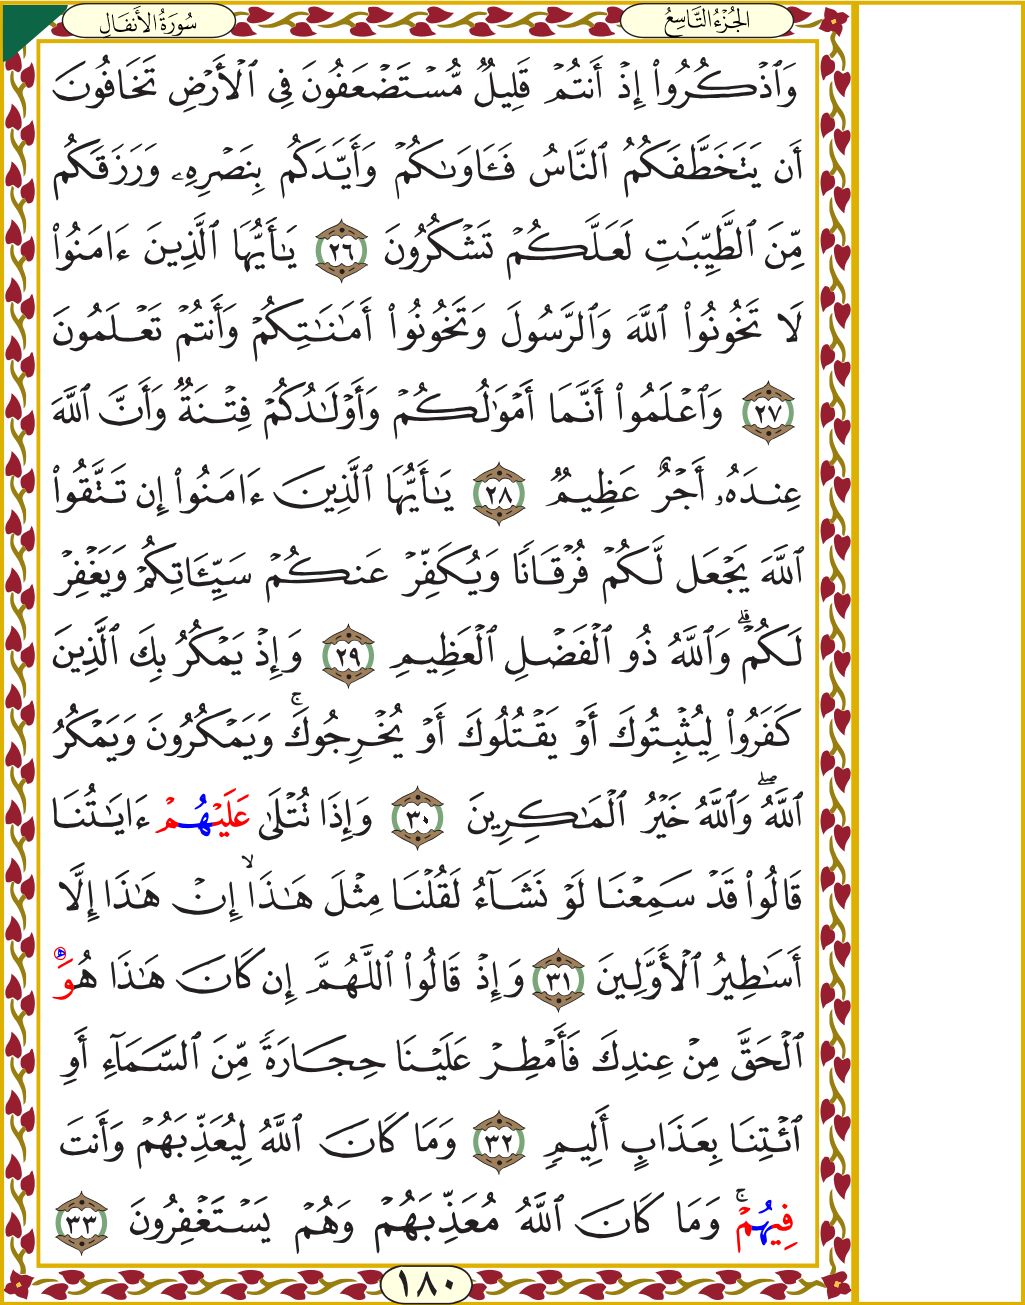 الجُزْءُ التَّاسِعُ
سُورَةُ الأَنفَالِ
وَٱذْكُرُوا۟ إِذْ أَنتُمْ قَلِيلٌ مُّسْتَضْعَفُونَ فِى ٱلْأَرْضِ تَخَافُونَ
أَن يَتَخَطَّفَكُمُ ٱلنَّاسُ فَـَٔاوَىٰكُمْ وَأَيَّدَكُم بِنَصْرِهِۦ وَرَزَقَكُم
مِّنَ ٱلطَّيِّبَـٰتِ لَعَلَّكُمْ تَشْكُرُونَ ٢٦ يَـٰٓأَيُّهَا ٱلَّذِينَ ءَامَنُوا۟
لَا تَخُونُوا۟ ٱللَّهَ وَٱلرَّسُولَ وَتَخُونُوٓا۟ أَمَـٰنَـٰتِكُمْ وَأَنتُمْ تَعْلَمُونَ
٢٧ وَٱعْلَمُوٓا۟ أَنَّمَآ أَمْوَٰلُكُمْ وَأَوْلَـٰدُكُمْ فِتْنَةٌ وَأَنَّ ٱللَّهَ
عِندَهُۥٓ أَجْرٌ عَظِيمٌ ٢٨ يَـٰٓأَيُّهَا ٱلَّذِينَ ءَامَنُوٓا۟ إِن تَتَّقُوا۟
ٱللَّهَ يَجْعَل لَّكُمْ فُرْقَانًا وَيُكَفِّرْ عَنكُمْ سَيِّـَٔاتِكُمْ وَيَغْفِرْ
لَكُمْ ۗ وَٱللَّهُ ذُو ٱلْفَضْلِ ٱلْعَظِيمِ ٢٩ وَإِذْ يَمْكُرُ بِكَ ٱلَّذِينَ
كَفَرُوا۟ لِيُثْبِتُوكَ أَوْ يَقْتُلُوكَ أَوْ يُخْرِجُوكَ ۚ وَيَمْكُرُونَ وَيَمْكُرُ
ٱللَّهُ ۖ وَٱللَّهُ خَيْرُ ٱلْمَـٰكِرِينَ ٣٠ وَإِذَا تُتْلَىٰ عَلَيْهُمْ ءَايَـٰتُنَا
قَالُوا۟ قَدْ سَمِعْنَا لَوْ نَشَآءُ لَقُلْنَا مِثْلَ هَـٰذَآ ۙ إِنْ هَـٰذَآ إِلَّآ
أَسَـٰطِيرُ ٱلْأَوَّلِينَ ٣١ وَإِذْ قَالُوا۟ ٱللَّهُمَّ إِن كَانَ هَـٰذَا هُوَ
ٱلْحَقَّ مِنْ عِندِكَ فَأَمْطِرْ عَلَيْنَا حِجَارَةً مِّنَ ٱلسَّمَآءِ أَوِ
ٱئْتِنَا بِعَذَابٍ أَلِيمٍ ٣٢ وَمَا كَانَ ٱللَّهُ لِيُعَذِّبَهُمْ وَأَنتَ
فِيهُمْ ۚ وَمَا كَانَ ٱللَّهُ مُعَذِّبَهُمْ وَهُمْ يَسْتَغْفِرُونَ ٣٣
١٨٠